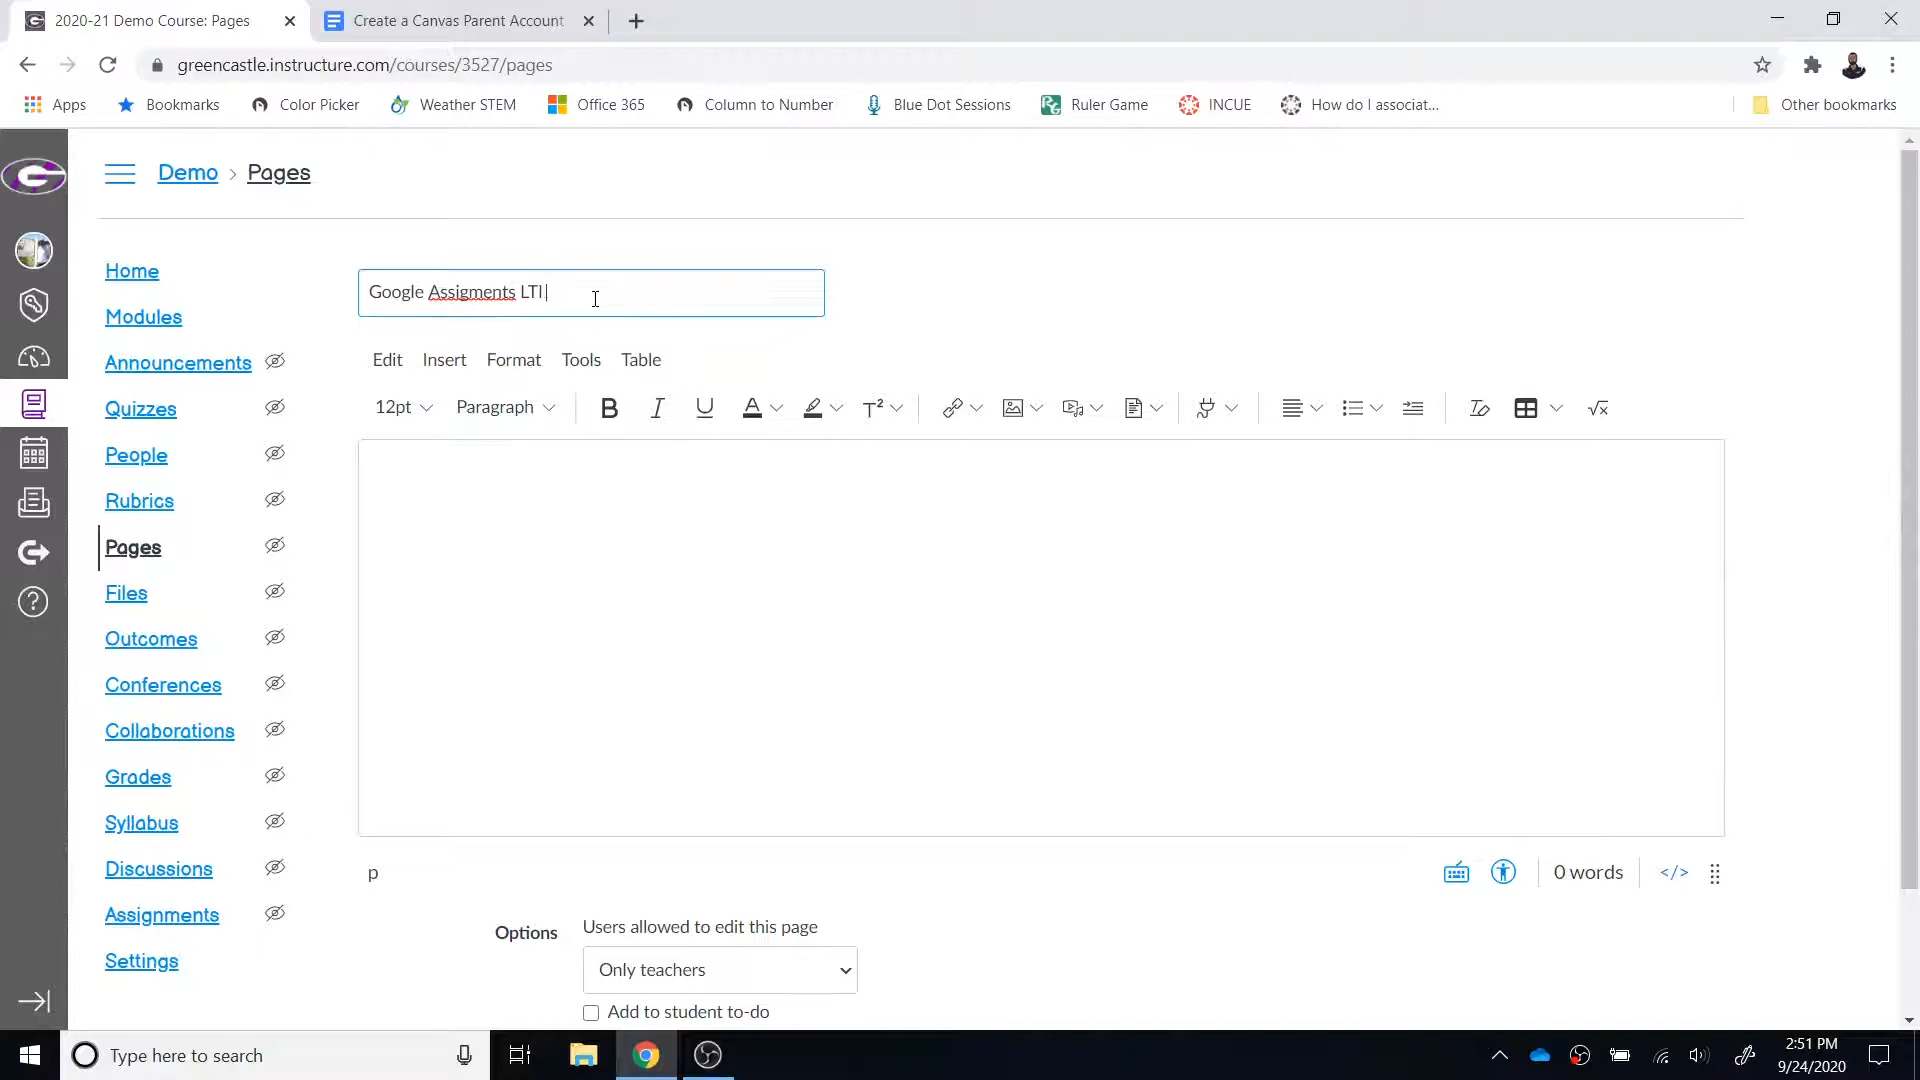 2020-21 Demo Course: Pages
Create a Canvas Parent Account
greencastle.instructure.com/courses/3527/pages
Apps Bookmarks Color Picker Weather STEM Office 365 Column to Number Blue Dot Sessions Ruler Game INCUE How do I associat... Other bookmarks
Demo > Pages
Home
Modules
Announcements
Quizzes
People
Rubrics
Pages
Files
Outcomes
Conferences
Collaborations
Grades
Syllabus
Discussions
Assignments
Settings
Google Assigments LTI
Edit Insert Format Tools Table
12pt Paragraph B I U A T² √x
p
0 words </>
Options
Users allowed to edit this page
Only teachers
Add to student to-do
Type here to search
2:51 PM
9/24/2020